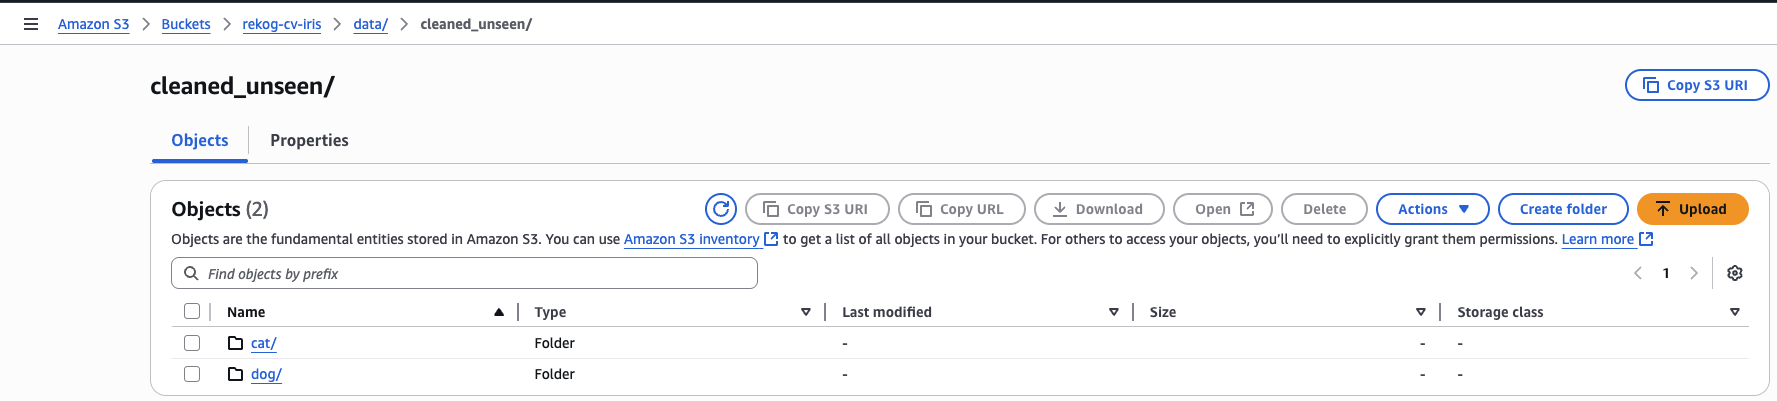 Amazon S3 > Buckets > rekog-cv-iris > data/ > cleaned_unseen/
cleaned_unseen/
Copy S3 URI
Objects
Properties
Objects (2)
Copy S3 URI
Copy URL
Download
Open
Delete
Actions
Create folder
Upload
Objects are the fundamental entities stored in Amazon S3. You can use Amazon S3 inventory to get a list of all objects in your bucket. For others to access your objects, you'll need to explicitly grant them permissions. Learn more
Find objects by prefix
< 1 >
Name Type Last modified Size Storage class
cat/ Folder - - -
dog/ Folder - - -